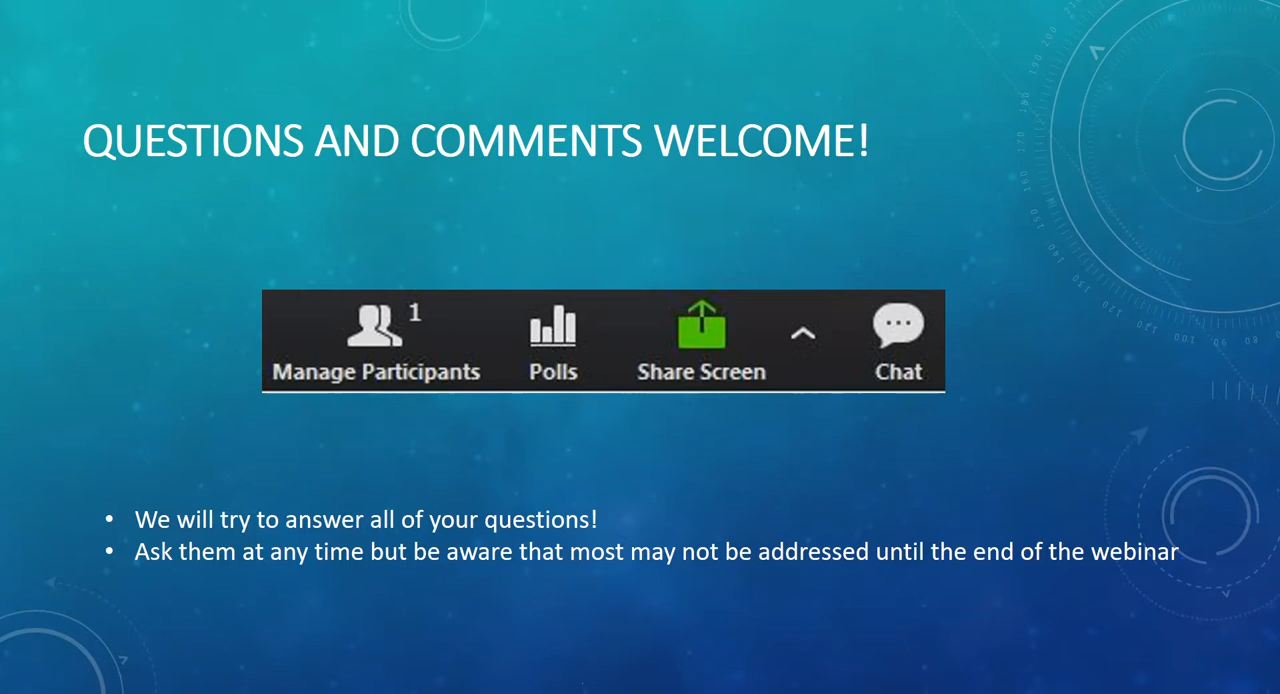 QUESTIONS AND COMMENTS WELCOME!
1
Manage Participants
Polls
Share Screen
Chat
• We will try to answer all of your questions!
• Ask them at any time but be aware that most may not be addressed until the end of the webinar